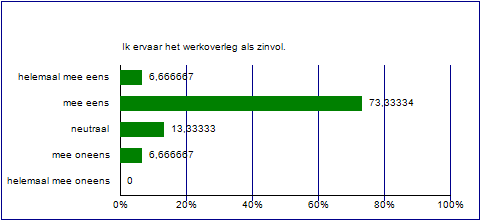 Ik ervaar het werkoverleg als zinvol.
helemaal mee eens 6,666667
mee eens 73,33334
neutraal 13,33333
mee oneens 6,666667
helemaal mee oneens 0
0% 20% 40% 60% 80% 100%